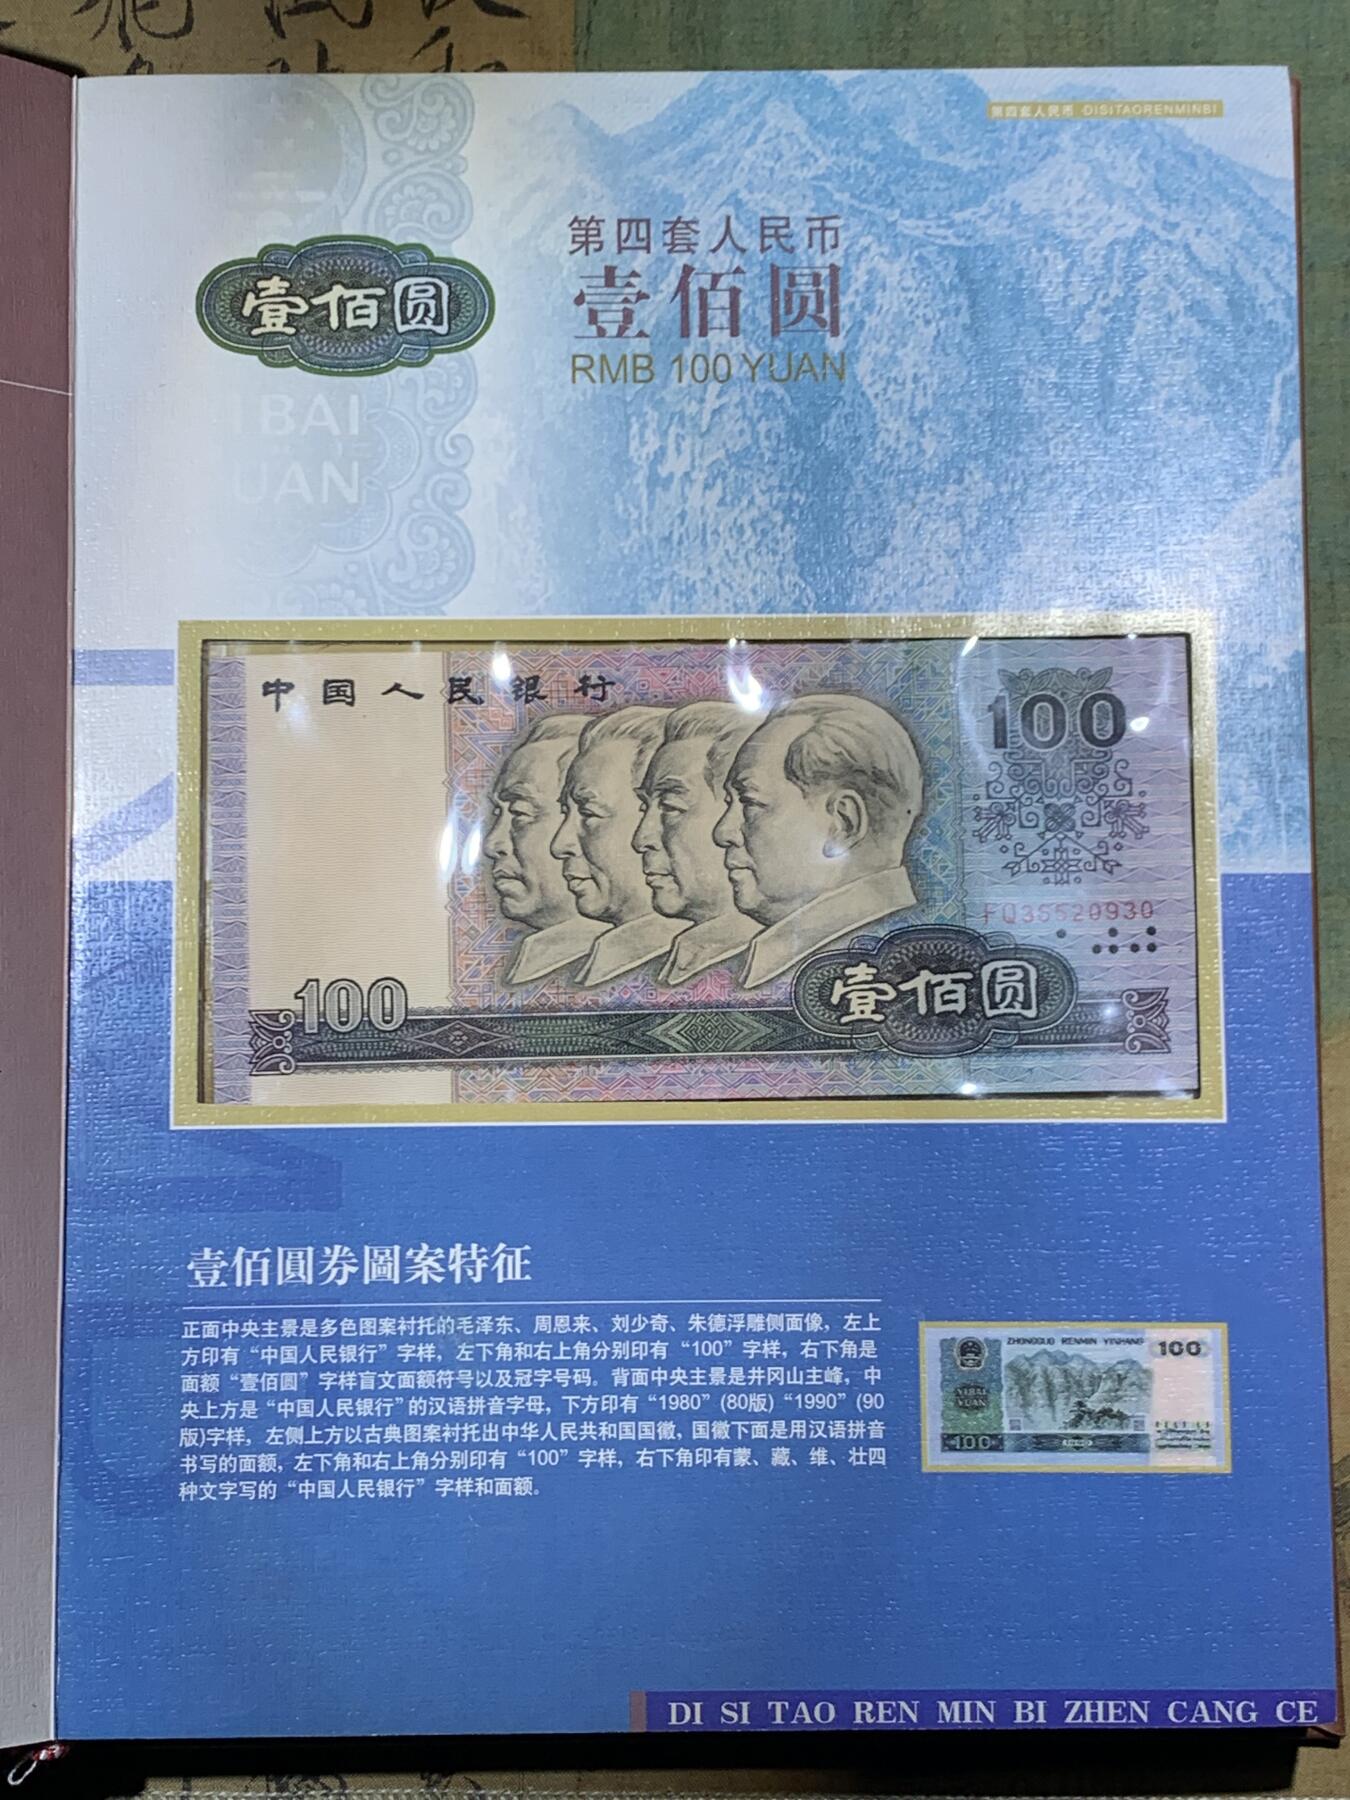 第四套人民币 DISITAORENMINBI
第四套人民币
壹佰圆
壹佰圆
RMB 100 YUAN
I BAI
UAN
中国人民银行
100
FQ35520930
100
壹佰圆
壹佰圓券圖案特征
正面中央主景是多色图案衬托的毛泽东、周恩来、刘少奇、朱德浮雕侧面像，左上
方印有“中国人民银行”字样，左下角和右上角分别印有“100”字样，右下角是
面额“壹佰圆”字样盲文面额符号以及冠字号码。背面中央主景是井冈山主峰，中
央上方是“中国人民银行”的汉语拼音字母，下方印有“1980”(80版)“1990”(90
版)字样，左侧上方以古典图案衬托出中华人民共和国国徽，国徽下面是用汉语拼音
书写的面额，左下角和右上角分别印有“100”字样，右下角印有蒙、藏、维、壮四
种文字写的“中国人民银行”字样和面额。
ZHONGGUO RENMIN YINHANG
100
YIBAI
YUAN
100
DI SI TAO REN MIN BI ZHEN CANG CE